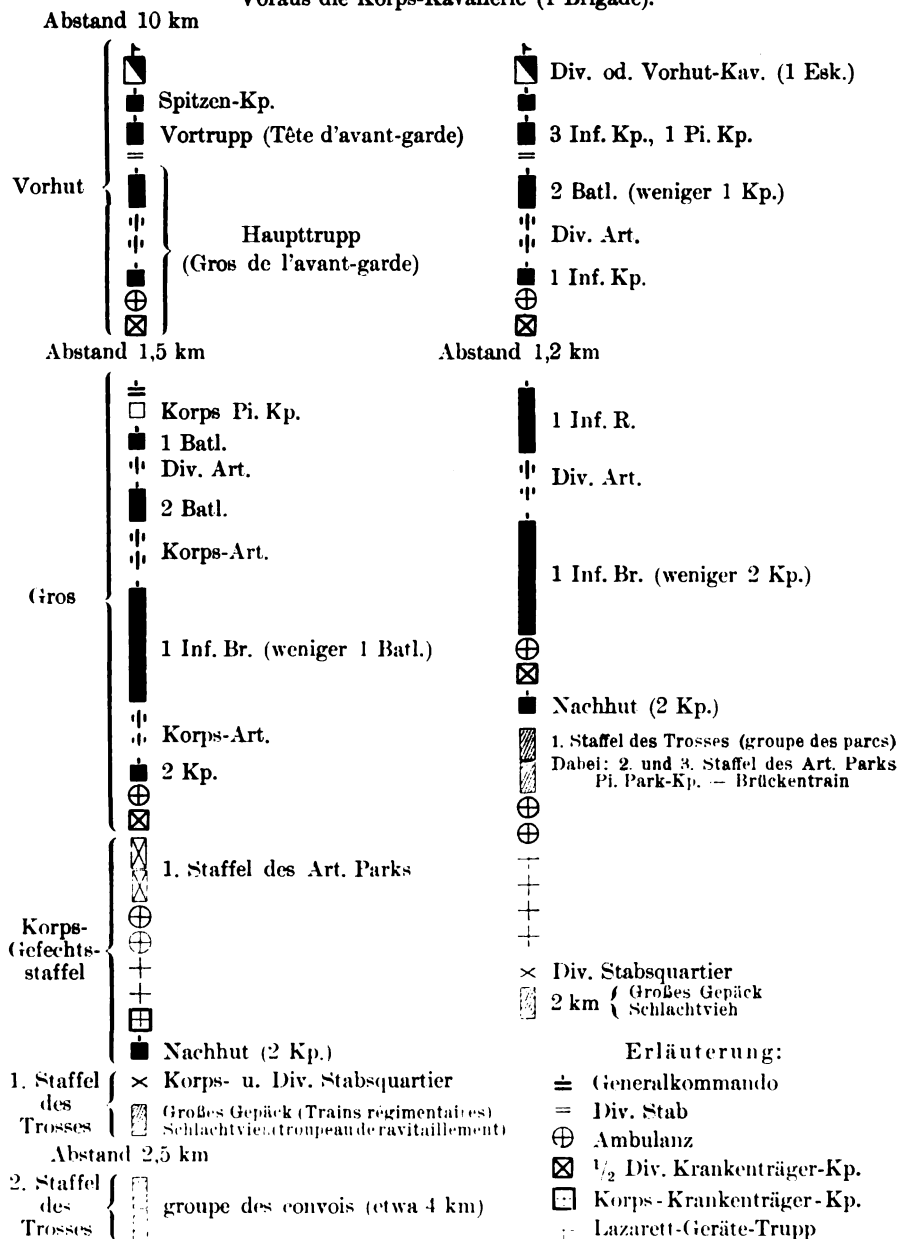 Voraus die Korps-Kavallerie (1 Brigade).
Abstand 10 km
Vorhut
Spitzen-Kp.
Vortrupp (Tête d'avant-garde)
Haupttrupp
(Gros de l'avant-garde)
Abstand 1,5 km
Gros
Korps Pi. Kp.
1 Batl.
Div. Art.
2 Batl.
Korps-Art.
1 Inf. Br. (weniger 1 Batl.)
Korps-Art.
2 Kp.
Korps-
Gefechts-
staffel
1. Staffel des Art. Parks
Nachhut (2 Kp.)
1. Staffel
des
Trosses
Korps- u. Div. Stabsquartier
Großes Gepäck (Trains régimentaires)
Schlachtvieh (troupeau de ravitaillement)
Abstand 2,5 km
2. Staffel
des
Trosses
groupe des convois (etwa 4 km)
Div. od. Vorhut-Kav. (1 Esk.)
3 Inf. Kp., 1 Pi. Kp.
2 Batl. (weniger 1 Kp.)
Div. Art.
1 Inf. Kp.
Abstand 1,2 km
1 Inf. R.
Div. Art.
1 Inf. Br. (weniger 2 Kp.)
Nachhut (2 Kp.)
1. Staffel des Trosses (groupe des parcs)
Dabei: 2. und 3. Staffel des Art. Parks
Pi. Park-Kp. — Brückentrain
Div. Stabsquartier
2 km
Großes Gepäck
Schlachtvieh
Erläuterung:
Generalkommando
Div. Stab
Ambulanz
1/2 Div. Krankenträger-Kp.
Korps-Krankenträger-Kp.
Lazarett-Geräte-Trupp